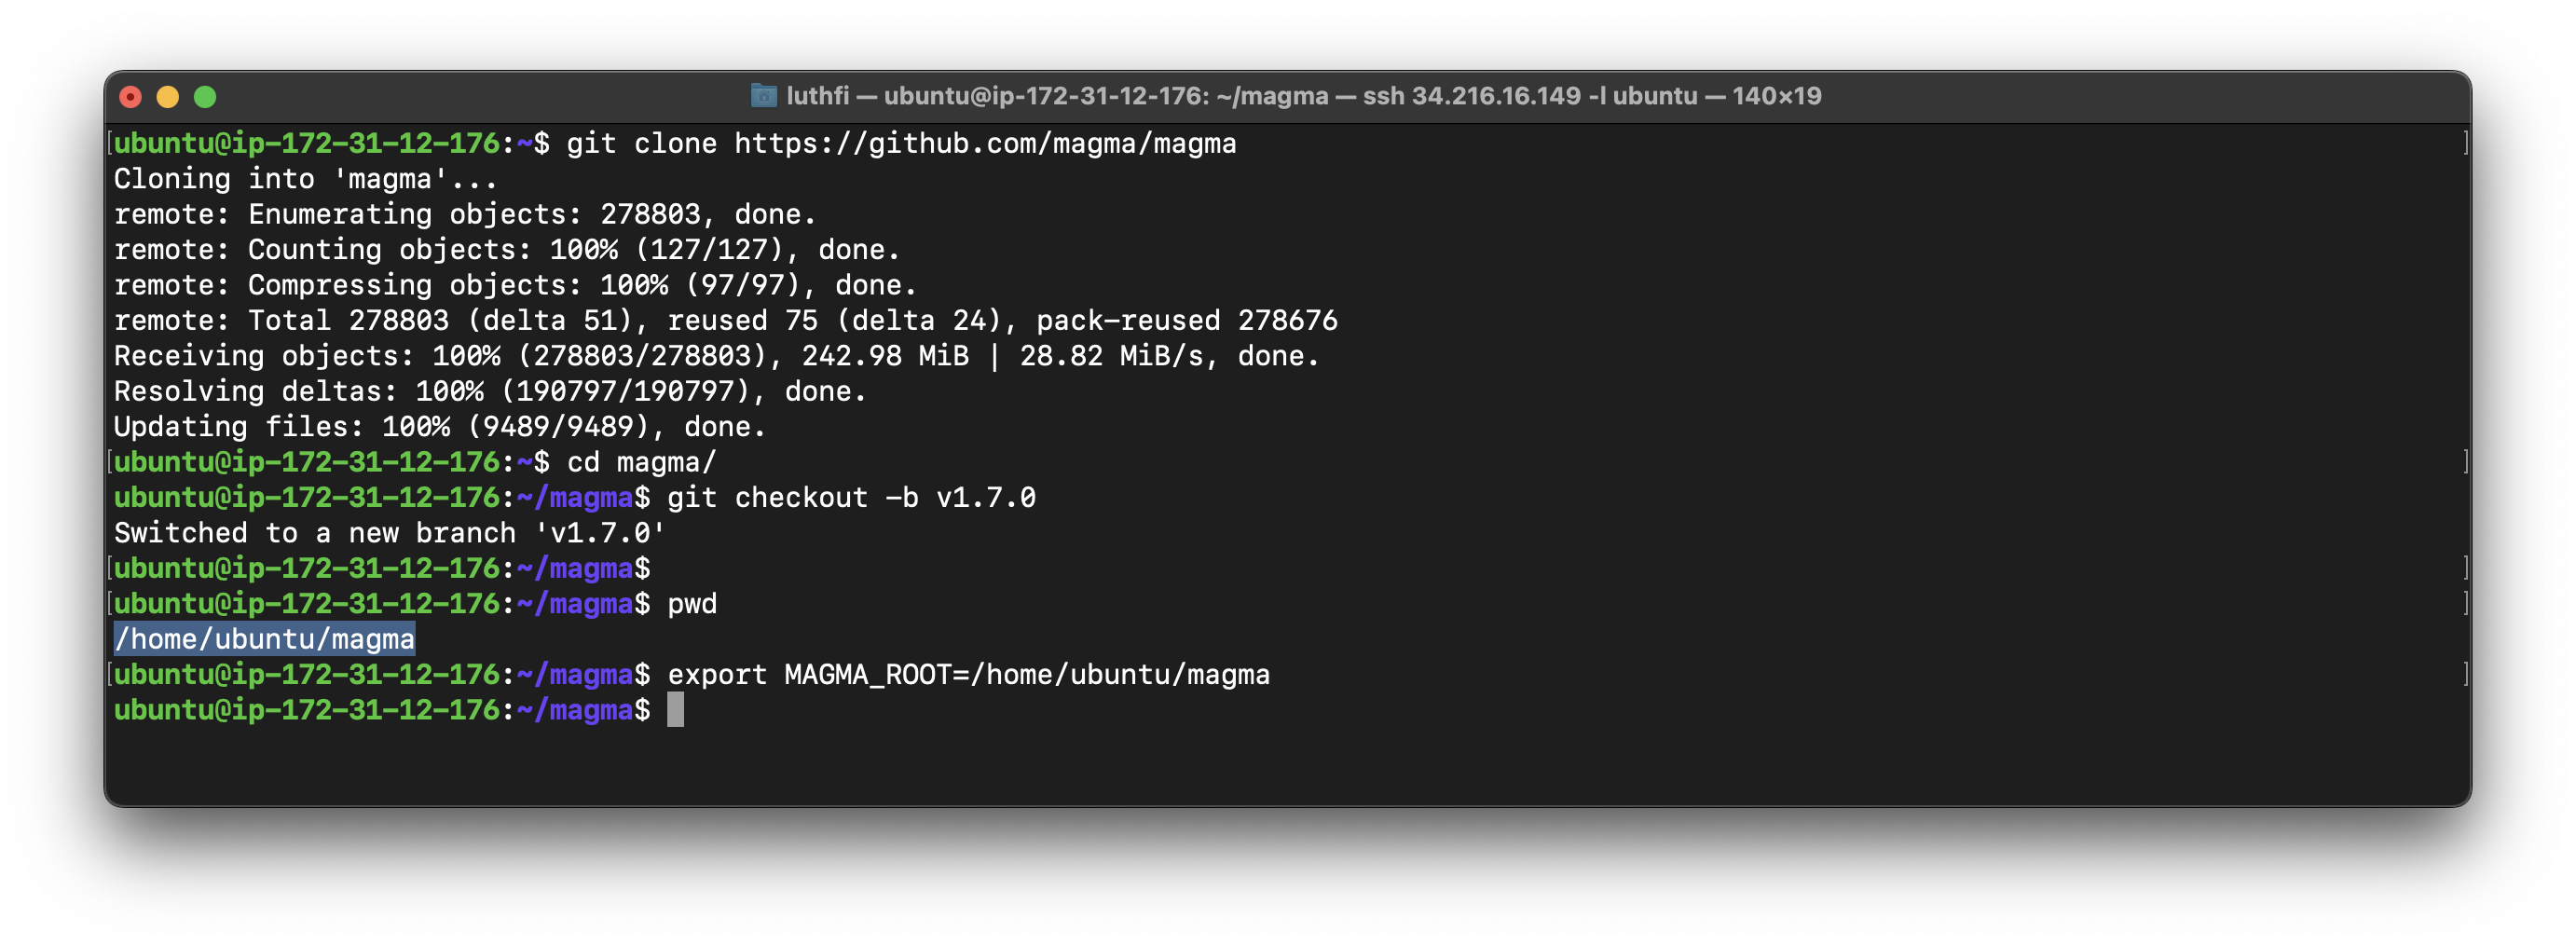 luthfi — ubuntu@ip-172-31-12-176: ~/magma — ssh 34.216.16.149 -l ubuntu — 140×19
[ubuntu@ip-172-31-12-176:~$ git clone https://github.com/magma/magma ]
Cloning into 'magma'...
remote: Enumerating objects: 278803, done.
remote: Counting objects: 100% (127/127), done.
remote: Compressing objects: 100% (97/97), done.
remote: Total 278803 (delta 51), reused 75 (delta 24), pack-reused 278676
Receiving objects: 100% (278803/278803), 242.98 MiB | 28.82 MiB/s, done.
Resolving deltas: 100% (190797/190797), done.
Updating files: 100% (9489/9489), done.
[ubuntu@ip-172-31-12-176:~$ cd magma/ ]
ubuntu@ip-172-31-12-176:~/magma$ git checkout -b v1.7.0
Switched to a new branch 'v1.7.0'
[ubuntu@ip-172-31-12-176:~/magma$ ]
[ubuntu@ip-172-31-12-176:~/magma$ pwd ]
/home/ubuntu/magma
[ubuntu@ip-172-31-12-176:~/magma$ export MAGMA_ROOT=/home/ubuntu/magma ]
ubuntu@ip-172-31-12-176:~/magma$